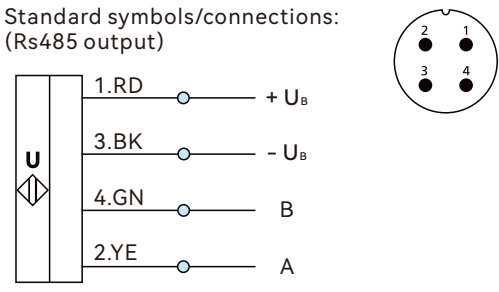 Standard symbols/connections:
(Rs485 output)
2 1
3 4
U
1.RD + UB
3.BK - UB
4.GN B
2.YE A